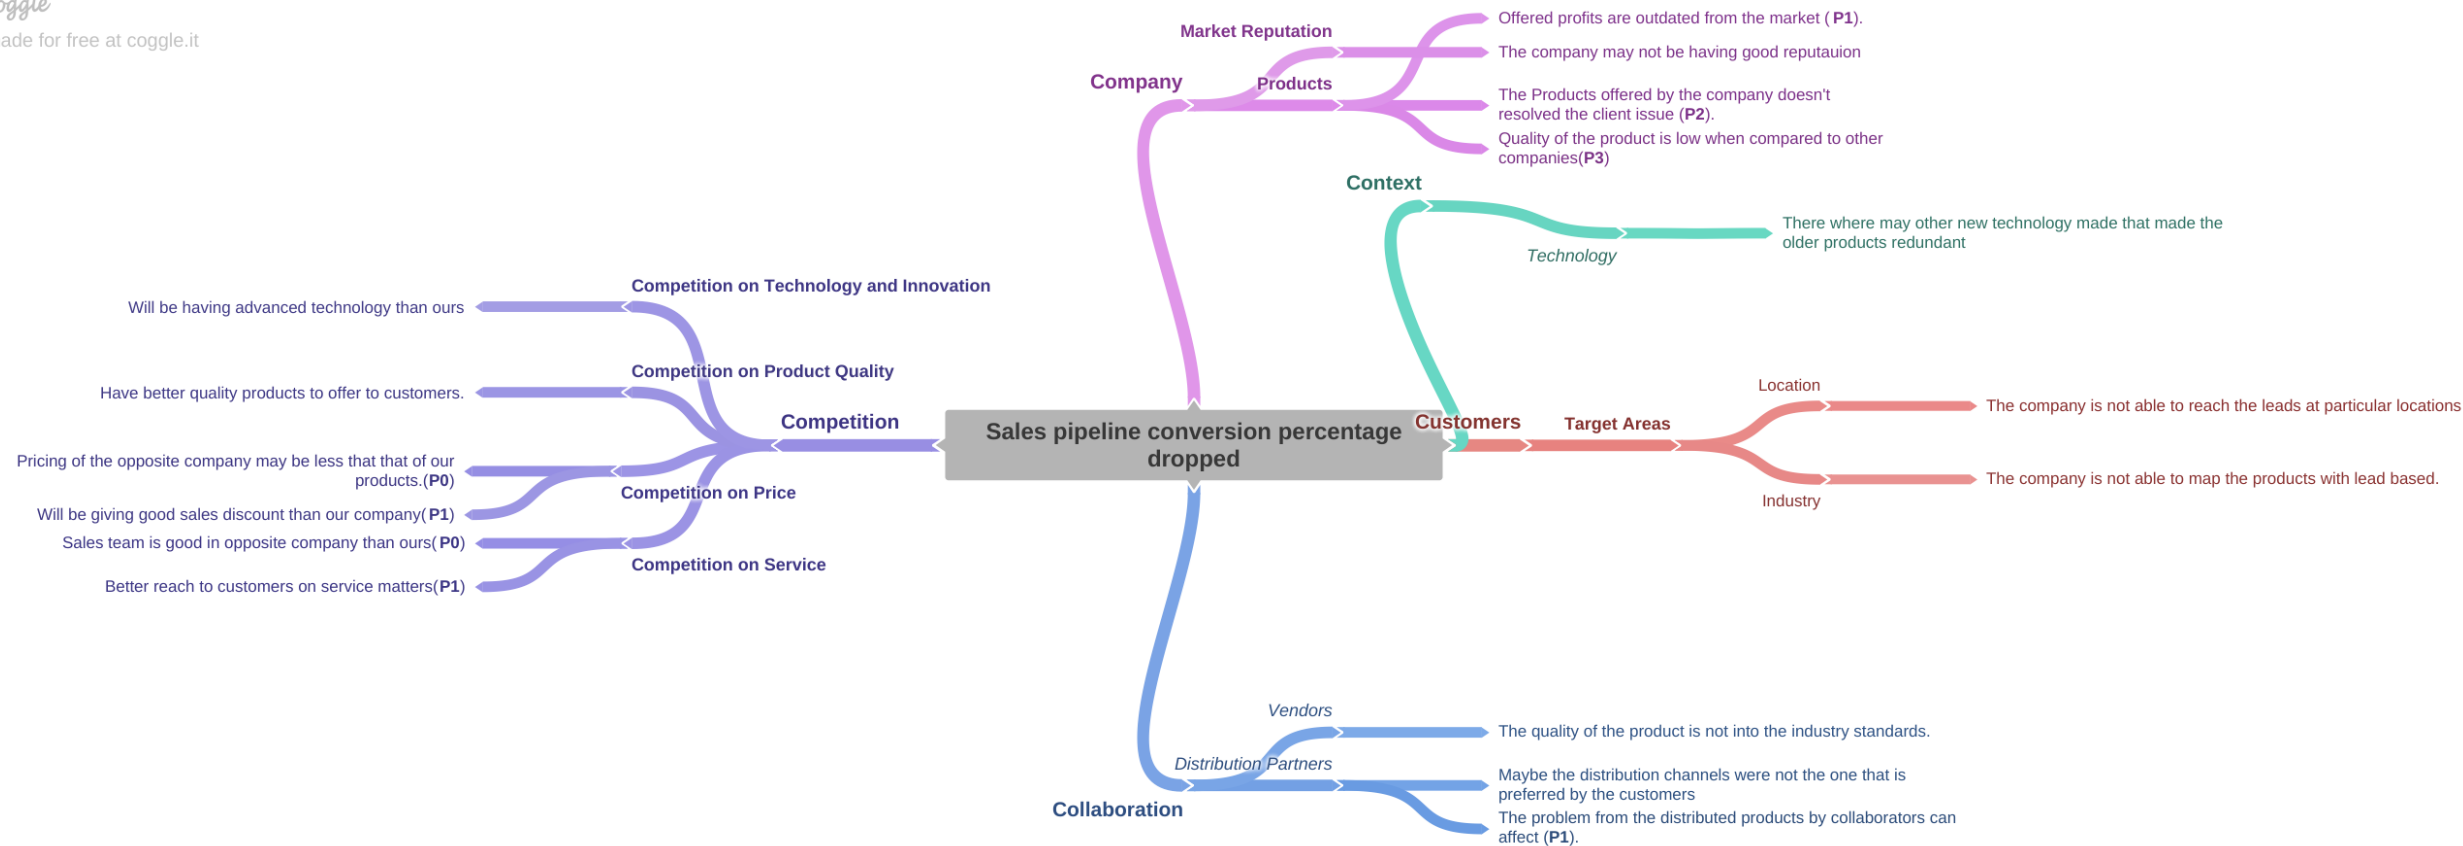 oggle
ade for free at coggle.it
Offered profits are outdated from the market ( P1).
Market Reputation
The company may not be having good reputauion
Company
Products
The Products offered by the company doesn't
resolved the client issue (P2).
Quality of the product is low when compared to other
companies(P3)
Context
There where may other new technology made that made the
older products redundant
Technology
Competition on Technology and Innovation
Will be having advanced technology than ours
Competition on Product Quality
Have better quality products to offer to customers.
Competition
Pricing of the opposite company may be less that that of our
products.(P0)
Competition on Price
Will be giving good sales discount than our company( P1)
Sales team is good in opposite company than ours( P0)
Competition on Service
Better reach to customers on service matters(P1)
Sales pipeline conversion percentage
dropped
Customers
Target Areas
Location
The company is not able to reach the leads at particular locations
The company is not able to map the products with lead based.
Industry
Vendors
The quality of the product is not into the industry standards.
Distribution Partners
Maybe the distribution channels were not the one that is
preferred by the customers
Collaboration
The problem from the distributed products by collaborators can
affect (P1).